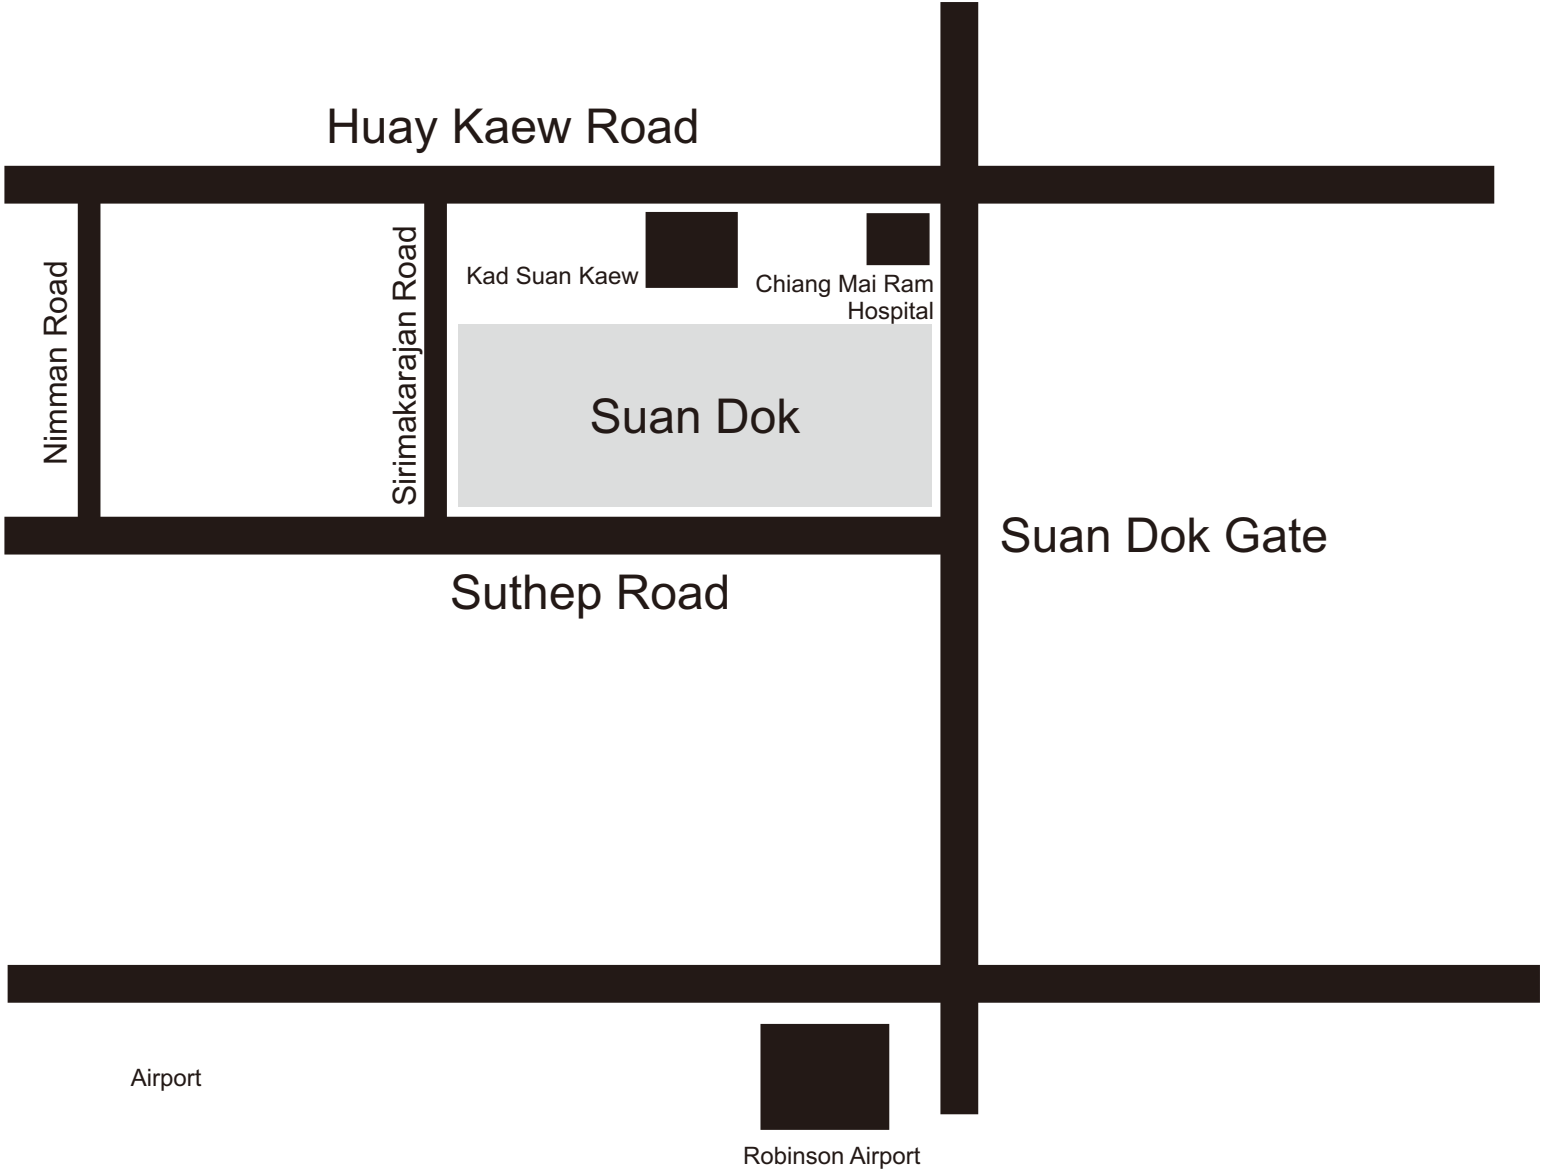 Huay Kaew Road
Nimman Road
Sirimakarajan Road
Kad Suan Kaew
Chiang Mai Ram
Hospital
Suan Dok
Suan Dok Gate
Suthep Road
Airport
Robinson Airport